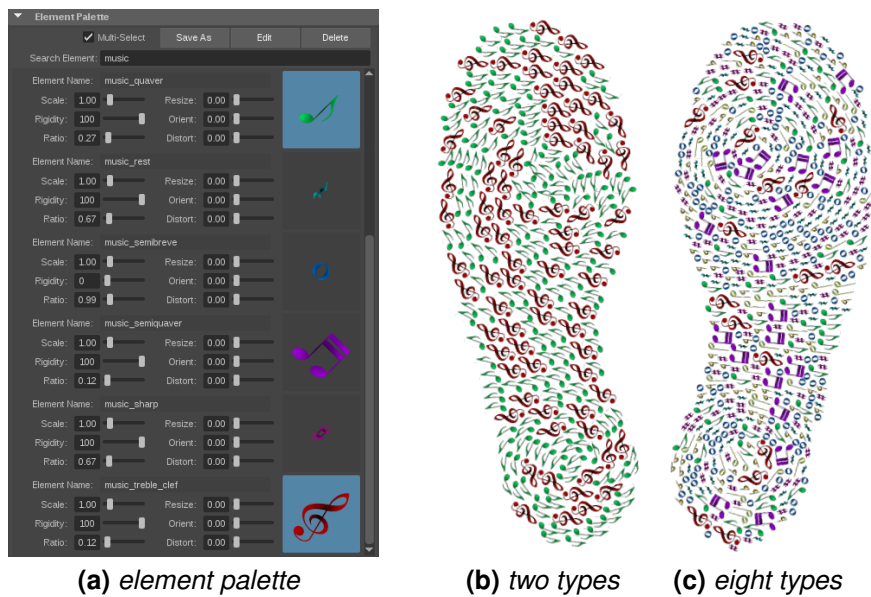 Element Palette
Multi-Select Save As Edit Delete
Search Element: music
Element Name: music_quaver
Scale: 1.00 Resize: 0.00
Rigidity: 100 Orient: 0.00
Ratio: 0.27 Distort: 0.00
Element Name: music_rest
Scale: 1.00 Resize: 0.00
Rigidity: 100 Orient: 0.00
Ratio: 0.67 Distort: 0.00
Element Name: music_semibreve
Scale: 1.00 Resize: 0.00
Rigidity: 0 Orient: 0.00
Ratio: 0.99 Distort: 0.00
Element Name: music_semiquaver
Scale: 1.00 Resize: 0.00
Rigidity: 100 Orient: 0.00
Ratio: 0.12 Distort: 0.00
Element Name: music_sharp
Scale: 1.00 Resize: 0.00
Rigidity: 100 Orient: 0.00
Ratio: 0.67 Distort: 0.00
Element Name: music_treble_clef
Scale: 1.00 Resize: 0.00
Rigidity: 100 Orient: 0.00
Ratio: 0.12 Distort: 0.00
(a) element palette (b) two types (c) eight types